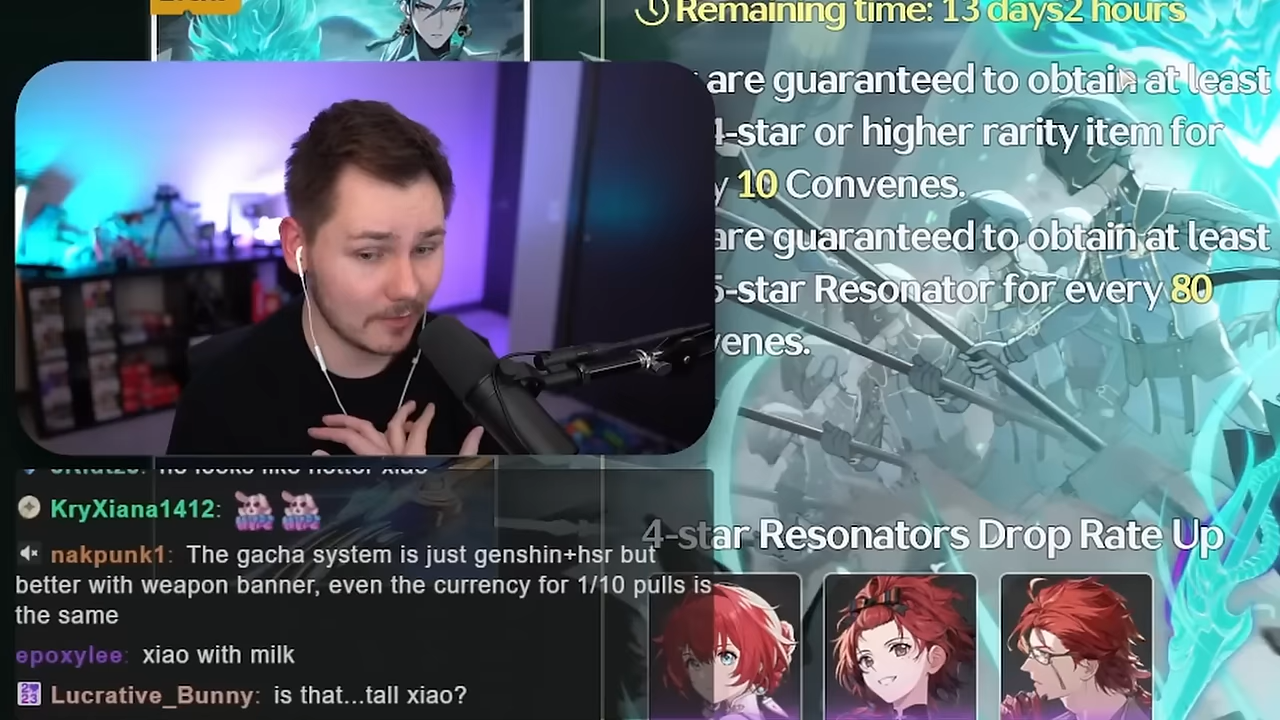 Remaining time: 13 days2 hours
are guaranteed to obtain at least
4-star or higher rarity item for
y 10 Convenes.
are guaranteed to obtain at least
5-star Resonator for every 80
venes.
4-star Resonators Drop Rate Up
KryXiana1412:
nakpunk1: The gacha system is just genshin+hsr but
better with weapon banner, even the currency for 1/10 pulls is
the same
epoxylee: xiao with milk
Lucrative_Bunny: is that...tall xiao?